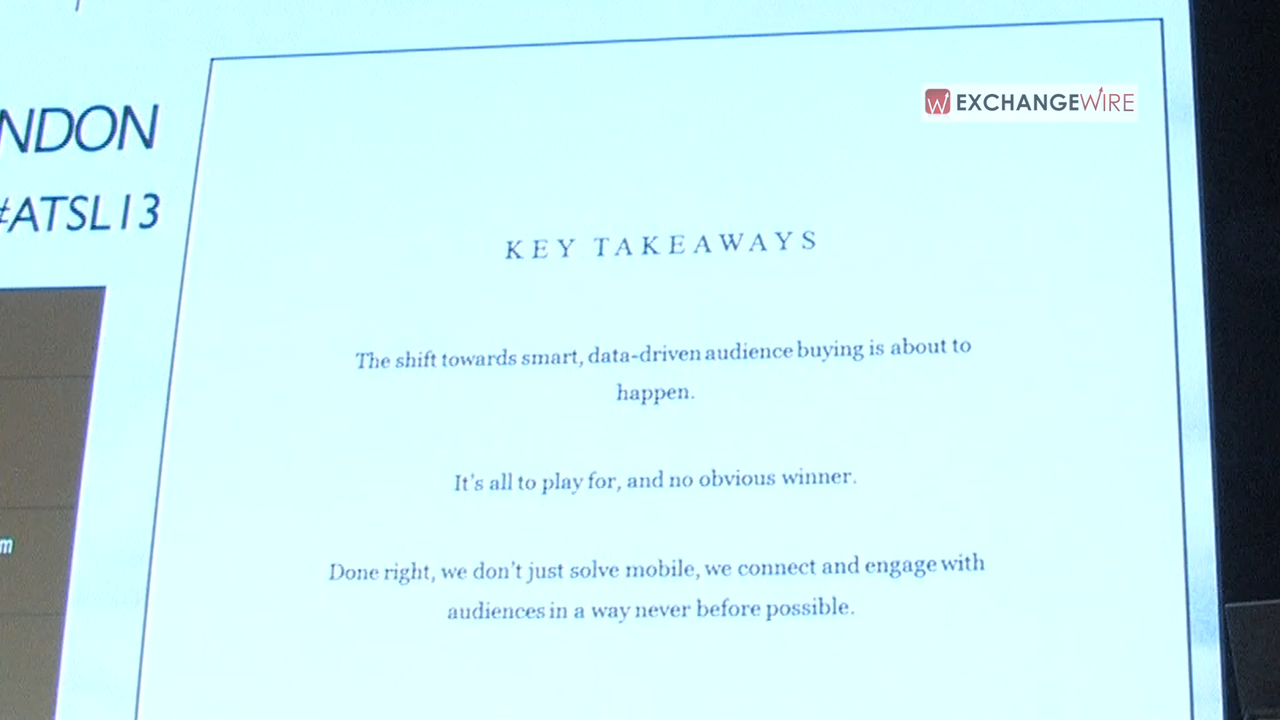 NDON
#ATSL13
m
EXCHANGEWIRE
KEY TAKEAWAYS
The shift towards smart, data-driven audience buying is about to
happen.
It's all to play for, and no obvious winner.
Done right, we don't just solve mobile, we connect and engage with
audiences in a way never before possible.